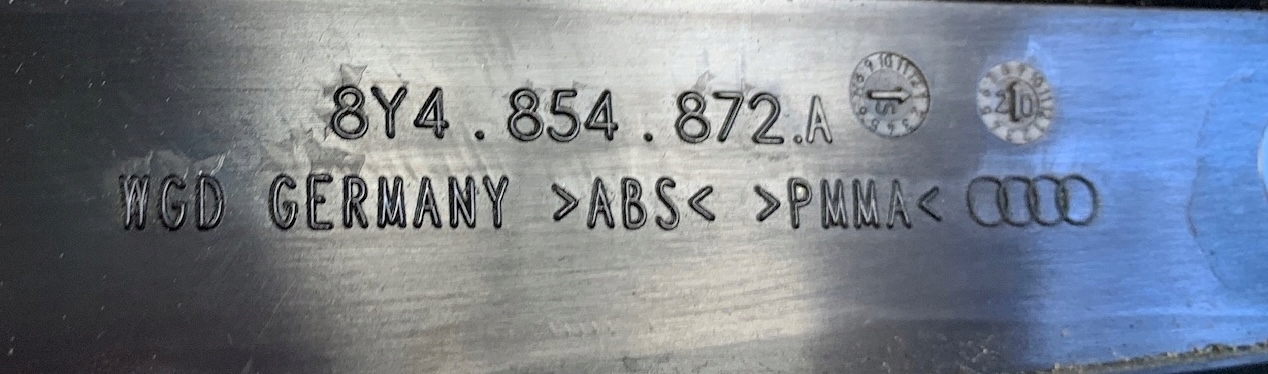 8Y4.854.872.A
WGD GERMANY >ABS< >PMMA<